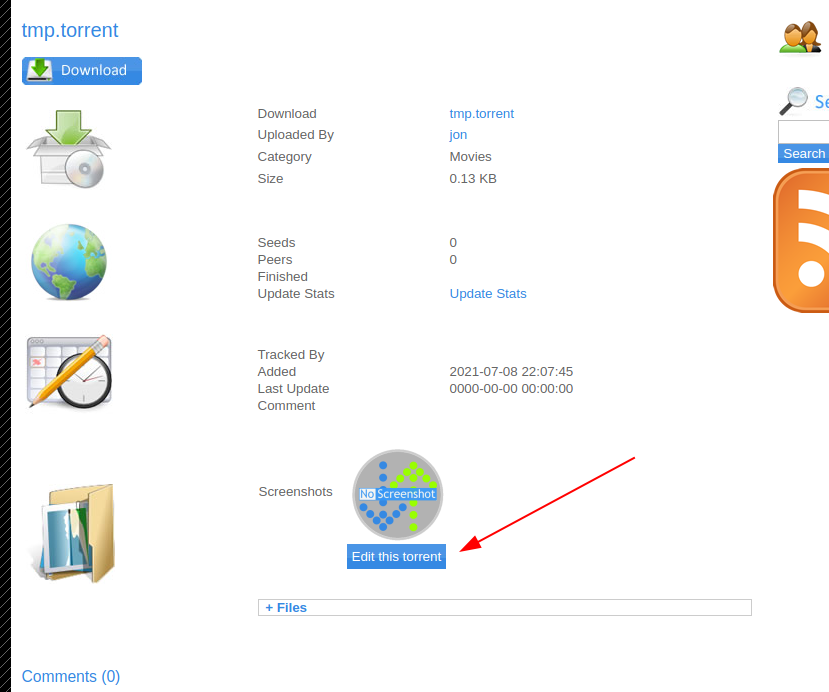 tmp.torrent
Download
Download tmp.torrent
Uploaded By jon
Category Movies
Size 0.13 KB
Seeds 0
Peers 0
Finished
Update Stats Update Stats
Tracked By
Added 2021-07-08 22:07:45
Last Update 0000-00-00 00:00:00
Comment
Screenshots
No Screenshot
Edit this torrent
+ Files
Comments (0)
Se
Search